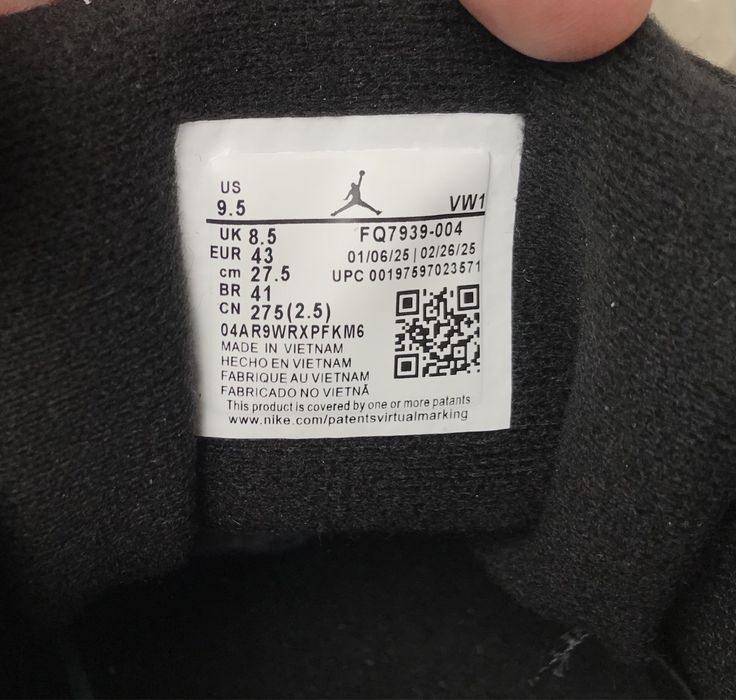 US
9.5
VW1
UK 8.5
FQ7939-004
EUR 43
01/06/25 | 02/26/25
cm 27.5
UPC 00197597023571
BR 41
CN 275(2.5)
04AR9WRXPFKM6
MADE IN VIETNAM
HECHO EN VIETNAM
FABRIQUE AU VIETNAM
FABRICADO NO VIETNÃ
This product is covered by one or more patants
www.nike.com/patentsvirtualmarking